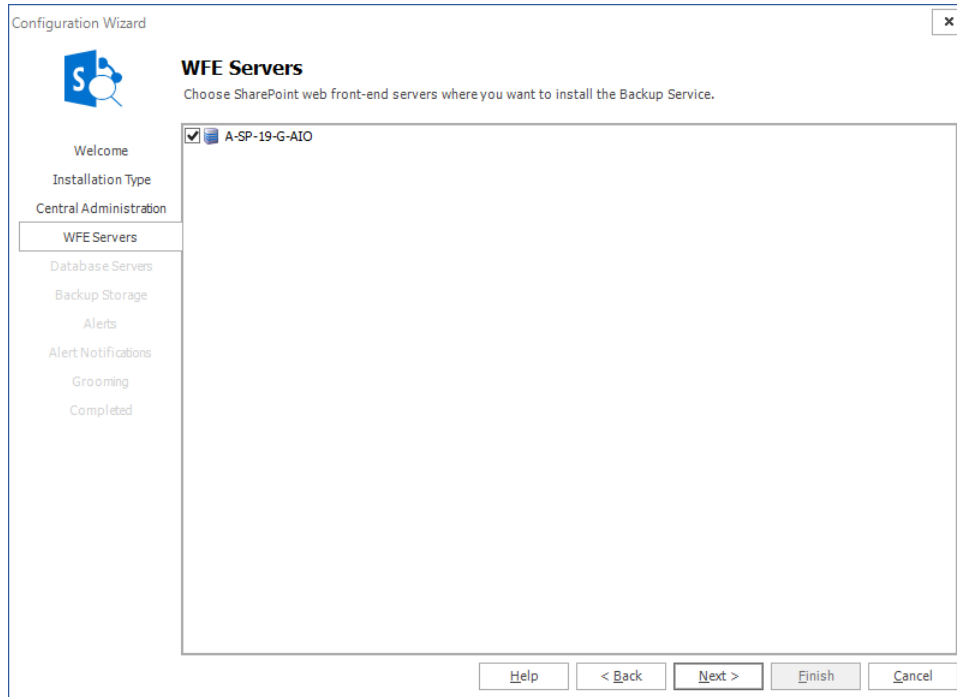 Configuration Wizard
S
WFE Servers
Choose SharePoint web front-end servers where you want to install the Backup Service.
Welcome
Installation Type
Central Administration
WFE Servers
Database Servers
Backup Storage
Alerts
Alert Notifications
Grooming
Completed
A-SP-19-G-AIO
Help
< Back
Next >
Finish
Cancel